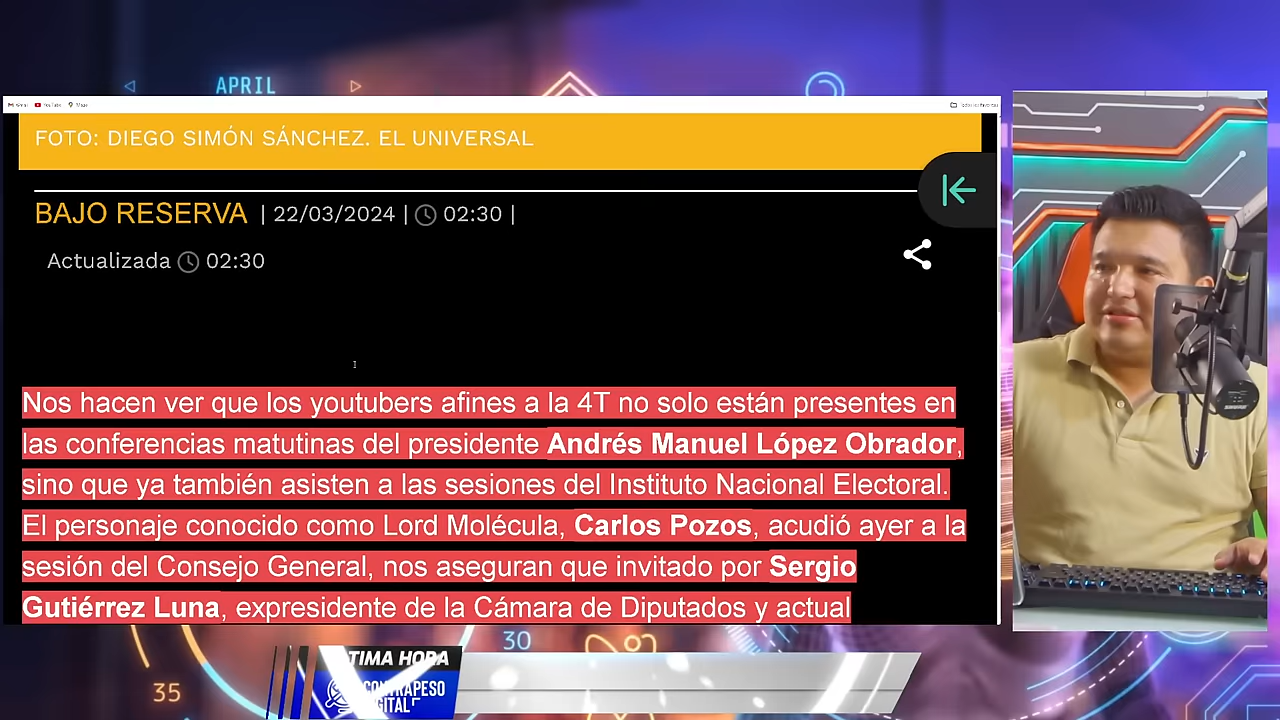 APRIL
YouTube
Maps
FOTO: DIEGO SIMÓN SÁNCHEZ. EL UNIVERSAL
BAJO RESERVA | 22/03/2024 | 02:30 |
Actualizada 02:30
Nos hacen ver que los youtubers afines a la 4T no solo están presentes en
las conferencias matutinas del presidente Andrés Manuel López Obrador,
sino que ya también asisten a las sesiones del Instituto Nacional Electoral.
El personaje conocido como Lord Molécula, Carlos Pozos, acudió ayer a la
sesión del Consejo General, nos aseguran que invitado por Sergio
Gutiérrez Luna, expresidente de la Cámara de Diputados y actual
SHURE
30
35
TIMA HORA
CONTRAPESO
GITAL